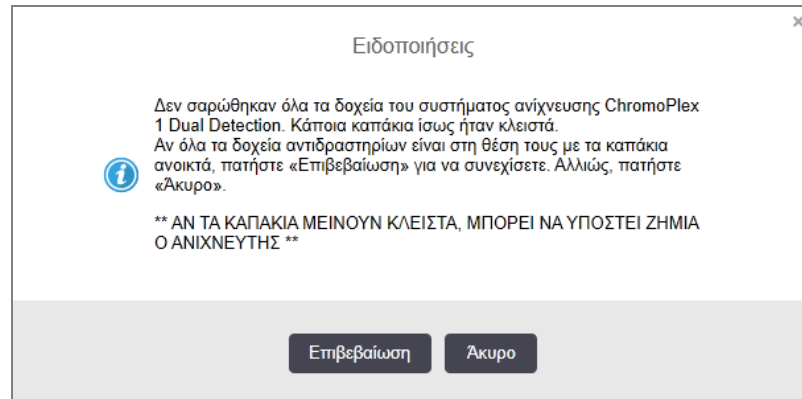 Ειδοποιήσεις
Δεν σαρώθηκαν όλα τα δοχεία του συστήματος ανίχνευσης ChromoPlex
1 Dual Detection. Κάποια καπάκια ίσως ήταν κλειστά.
Αν όλα τα δοχεία αντιδραστηρίων είναι στη θέση τους με τα καπάκια
ανοικτά, πατήστε «Επιβεβαίωση» για να συνεχίσετε. Αλλιώς, πατήστε
«Άκυρο».
** ΑΝ ΤΑ ΚΑΠΑΚΙΑ ΜΕΙΝΟΥΝ ΚΛΕΙΣΤΑ, ΜΠΟΡΕΙ ΝΑ ΥΠΟΣΤΕΙ ΖΗΜΙΑ
Ο ΑΝΙΧΝΕΥΤΗΣ **
Επιβεβαίωση Άκυρο